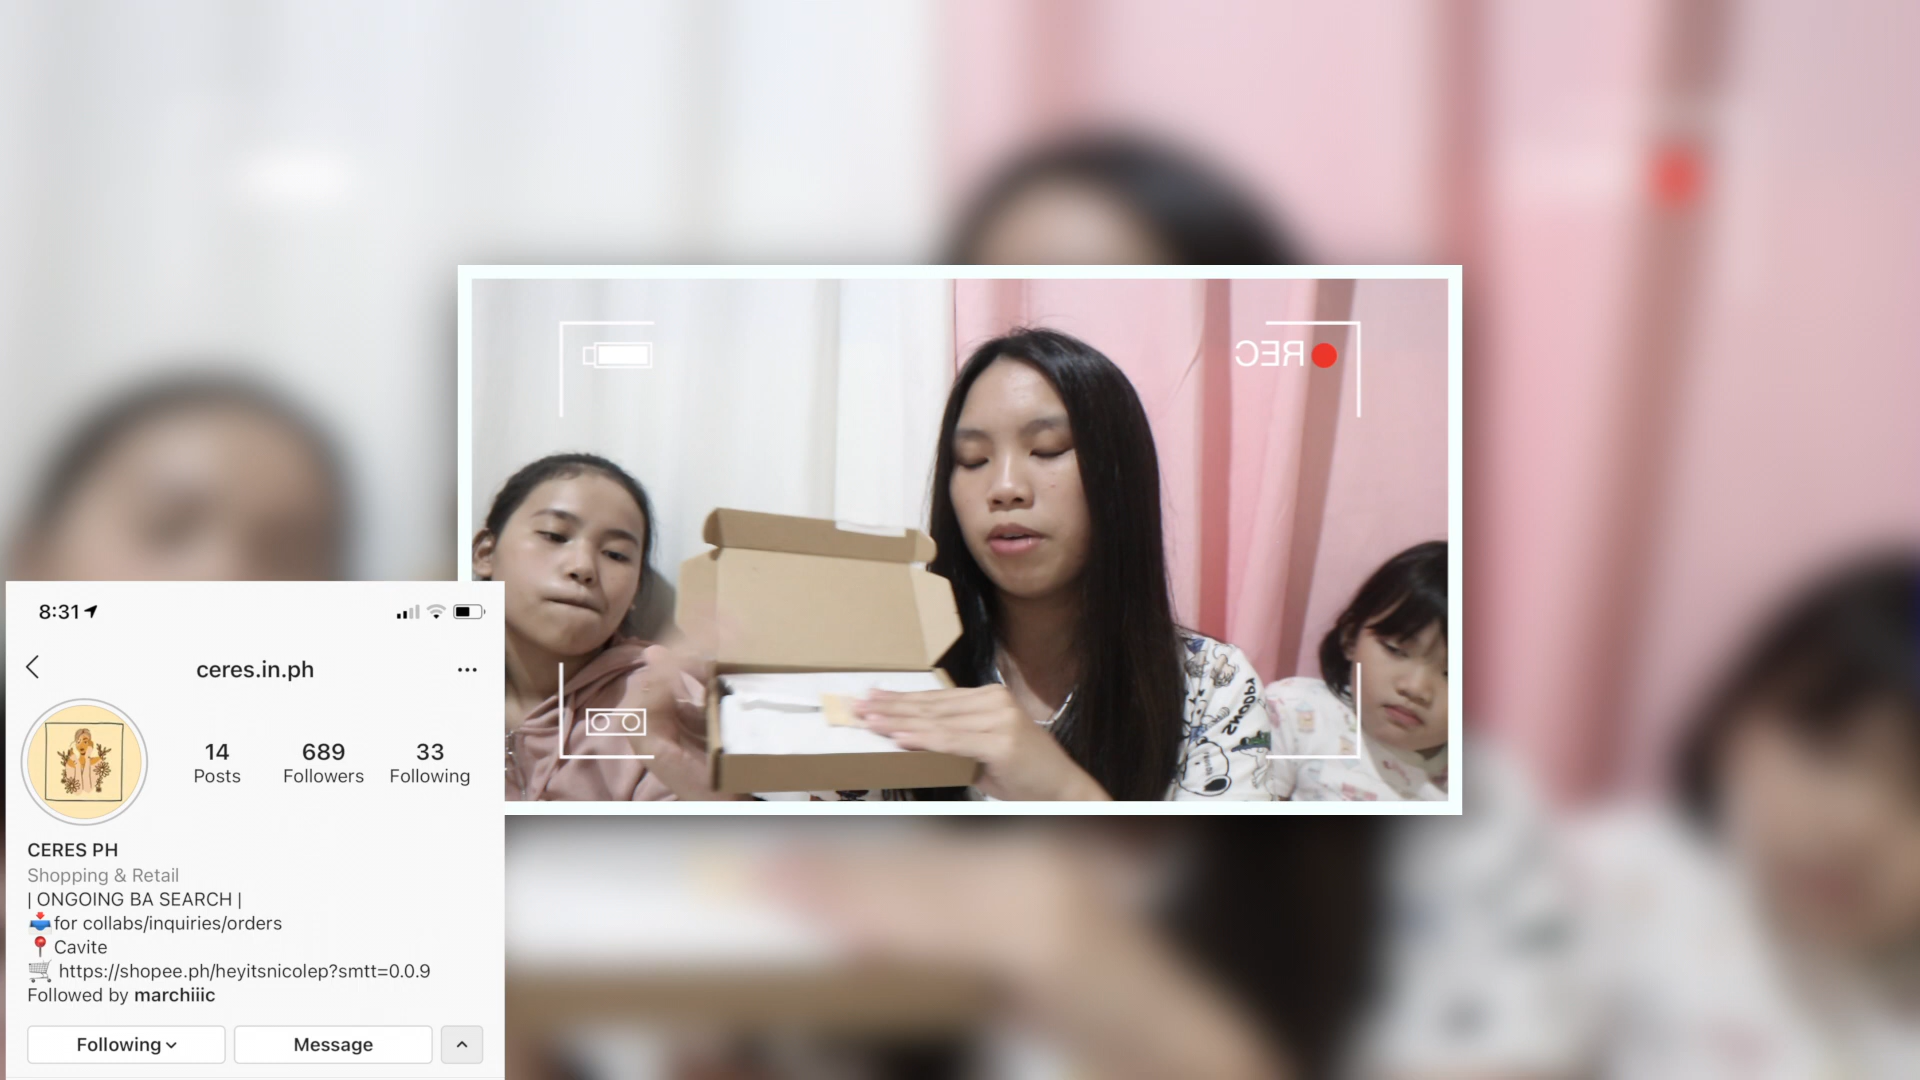 REC
SNOOPY
8:31
ceres.in.ph
14 689 33
Posts Followers Following
CERES PH
Shopping & Retail
| ONGOING BA SEARCH |
for collabs/inquiries/orders
Cavite
https://shopee.ph/heyitsnicolep?smtt=0.0.9
Followed by marchiiic
Following Message